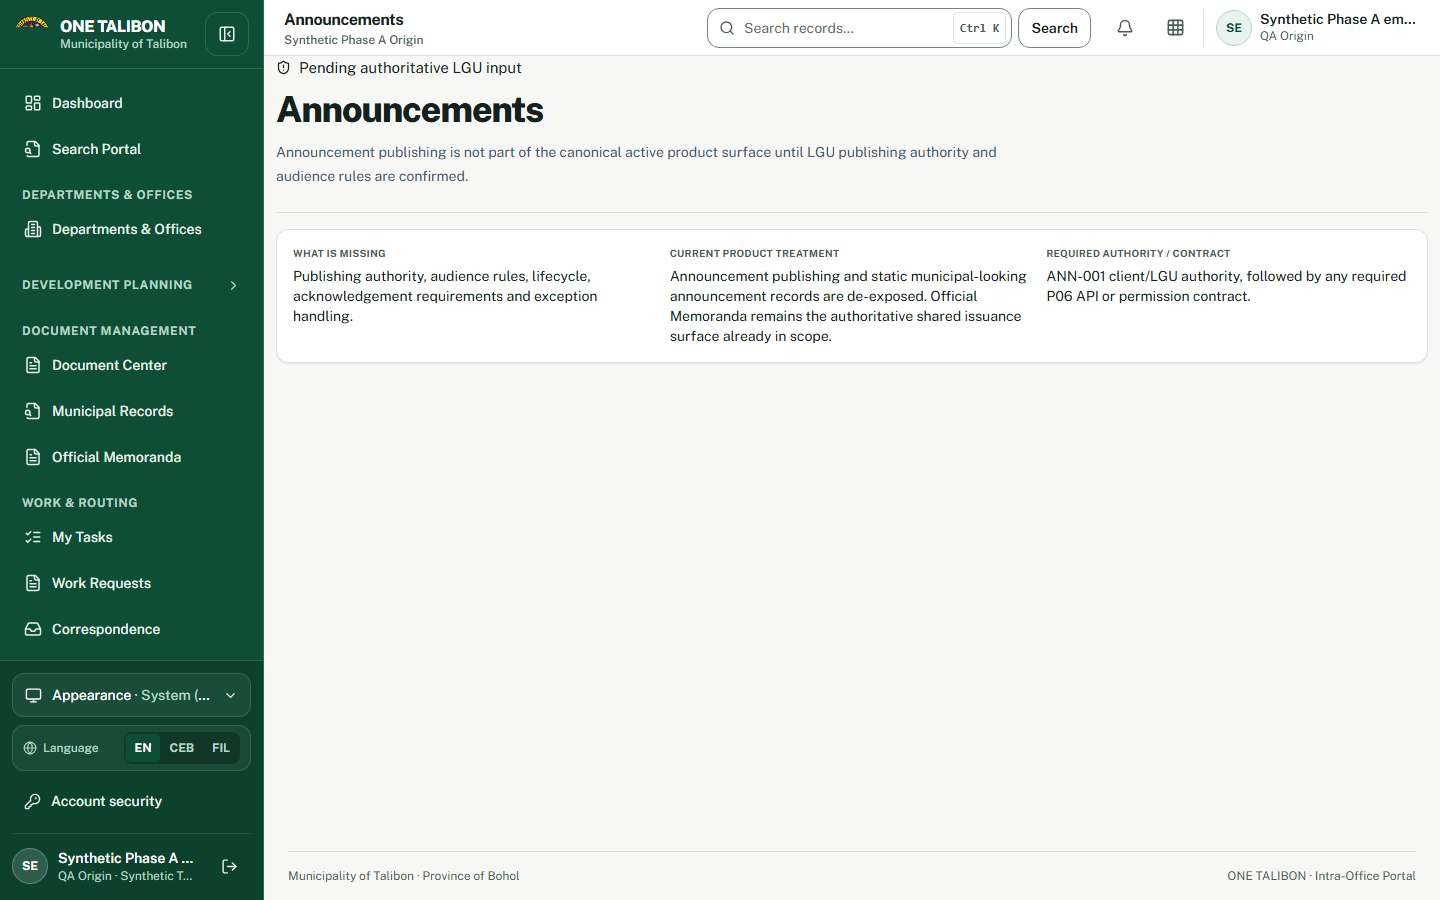 ONE TALIBON
Municipality of Talibon
Dashboard
Search Portal
DEPARTMENTS & OFFICES
Departments & Offices
DEVELOPMENT PLANNING
DOCUMENT MANAGEMENT
Document Center
Municipal Records
Official Memoranda
WORK & ROUTING
My Tasks
Work Requests
Correspondence
Appearance · System (...
Language EN CEB FIL
Account security
SE
Synthetic Phase A ...
QA Origin · Synthetic T...
Announcements
Synthetic Phase A Origin
Search records...
Ctrl K
Search
SE
Synthetic Phase A em...
QA Origin
Pending authoritative LGU input
Announcements
Announcement publishing is not part of the canonical active product surface until LGU publishing authority and
audience rules are confirmed.
WHAT IS MISSING
Publishing authority, audience rules, lifecycle,
acknowledgement requirements and exception
handling.
CURRENT PRODUCT TREATMENT
Announcement publishing and static municipal-looking
announcement records are de-exposed. Official
Memoranda remains the authoritative shared issuance
surface already in scope.
REQUIRED AUTHORITY / CONTRACT
ANN-001 client/LGU authority, followed by any required
P06 API or permission contract.
Municipality of Talibon · Province of Bohol
ONE TALIBON · Intra-Office Portal